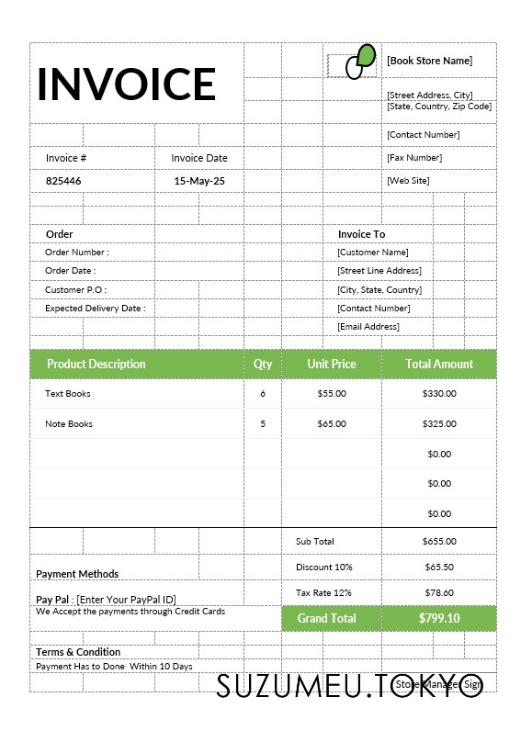 INVOICE
[Book Store Name]
[Street Address, City]
[State, Country, Zip Code]
[Contact Number]
Invoice # Invoice Date [Fax Number]
825446 15-May-25 [Web Site]
Order Invoice To
Order Number : [Customer Name]
Order Date : [Street Line Address]
Customer P.O : [City, State, Country]
Expected Delivery Date : [Contact Number]
[Email Address]
Product Description Qty Unit Price Total Amount
Text Books 6 $55.00 $330.00
Note Books 5 $65.00 $325.00
$0.00
$0.00
$0.00
Sub Total $655.00
Discount 10% $65.50
Payment Methods
Tax Rate 12% $78.60
Pay Pal : [Enter Your PayPal ID]
We Accept the payments through Credit Cards
Grand Total $799.10
Terms & Condition
Payment Has to Done Within 10 Days
Store Manager Sign
SUZUMEU.TOKYO